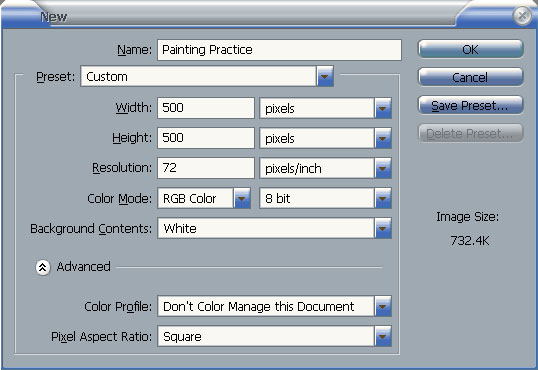 New
Name: Painting Practice
OK
Preset: Custom
Cancel
Width: 500 pixels
Save Preset...
Height: 500 pixels
Delete Preset...
Resolution: 72 pixels/inch
Color Mode: RGB Color 8 bit
Image Size:
Background Contents: White
732.4K
Advanced
Color Profile: Don't Color Manage this Document
Pixel Aspect Ratio: Square